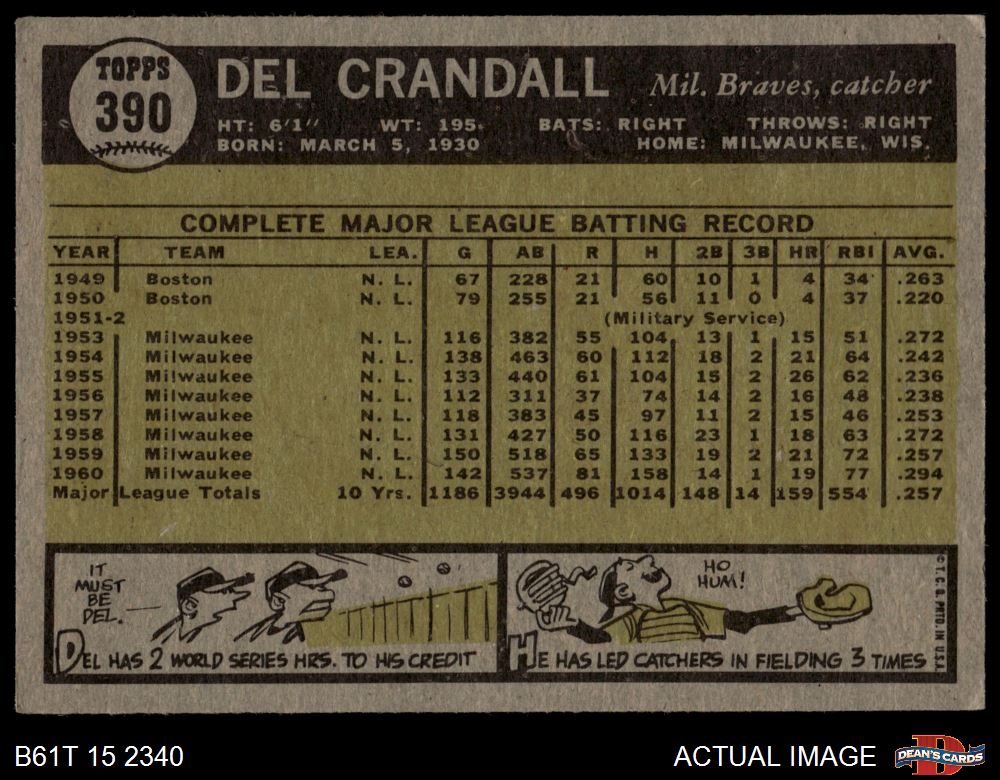 TOPPS
390
DEL CRANDALL Mil. Braves, catcher
HT: 6'1" WT: 195. BATS: RIGHT THROWS: RIGHT
BORN: MARCH 5, 1930 HOME: MILWAUKEE, WIS.
COMPLETE MAJOR LEAGUE BATTING RECORD
YEAR TEAM LEA. G AB R H 2B 3B HR RBI AVG.
1949 Boston N. L. 67 228 21 60 10 1 4 34 .263
1950 Boston N. L. 79 255 21 56 11 0 4 37 .220
1951-2 (Military Service)
1953 Milwaukee N. L. 116 382 55 104 13 1 15 51 .272
1954 Milwaukee N. L. 138 463 60 112 18 2 21 64 .242
1955 Milwaukee N. L. 133 440 61 104 15 2 26 62 .236
1956 Milwaukee N. L. 112 311 37 74 14 2 16 48 .238
1957 Milwaukee N. L. 118 383 45 97 11 2 15 46 .253
1958 Milwaukee N. L. 131 427 50 116 23 1 18 63 .272
1959 Milwaukee N. L. 150 518 65 133 19 2 21 72 .257
1960 Milwaukee N. L. 142 537 81 158 14 1 19 77 .294
Major League Totals 10 Yrs. 1186 3944 496 1014 148 14 159 554 .257
IT
MUST
BE
DEL.
DEL HAS 2 WORLD SERIES HRS. TO HIS CREDIT
HO
HUM!
HE HAS LED CATCHERS IN FIELDING 3 TIMES
© T. C. G. PRTD. IN U.S.A.
B61T 15 2340 ACTUAL IMAGE
DEAN'S CARDS